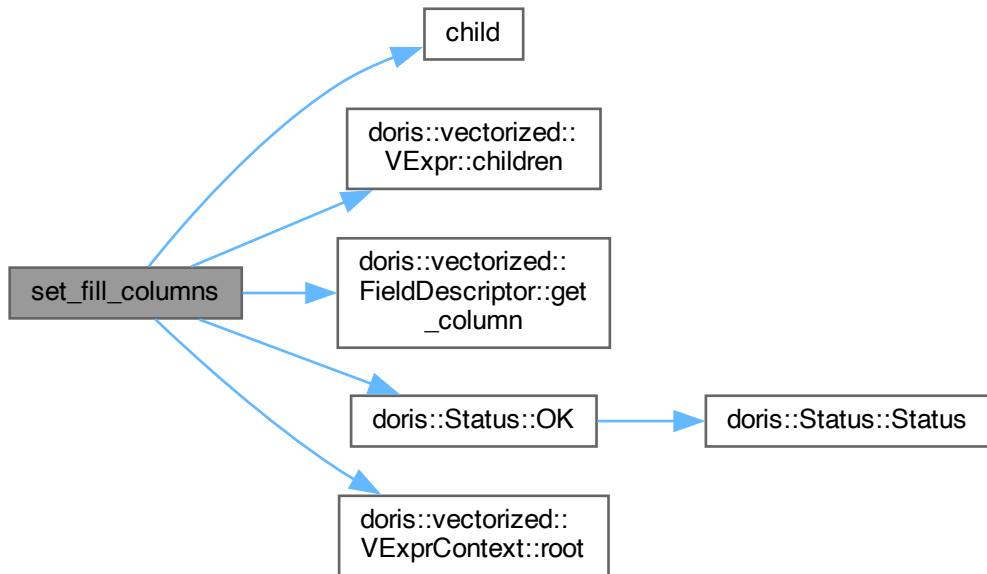 child
doris::vectorized::
VExpr::children
doris::vectorized::
FieldDescriptor::get
_column
set_fill_columns
doris::Status::OK
doris::Status::Status
doris::vectorized::
VExprContext::root